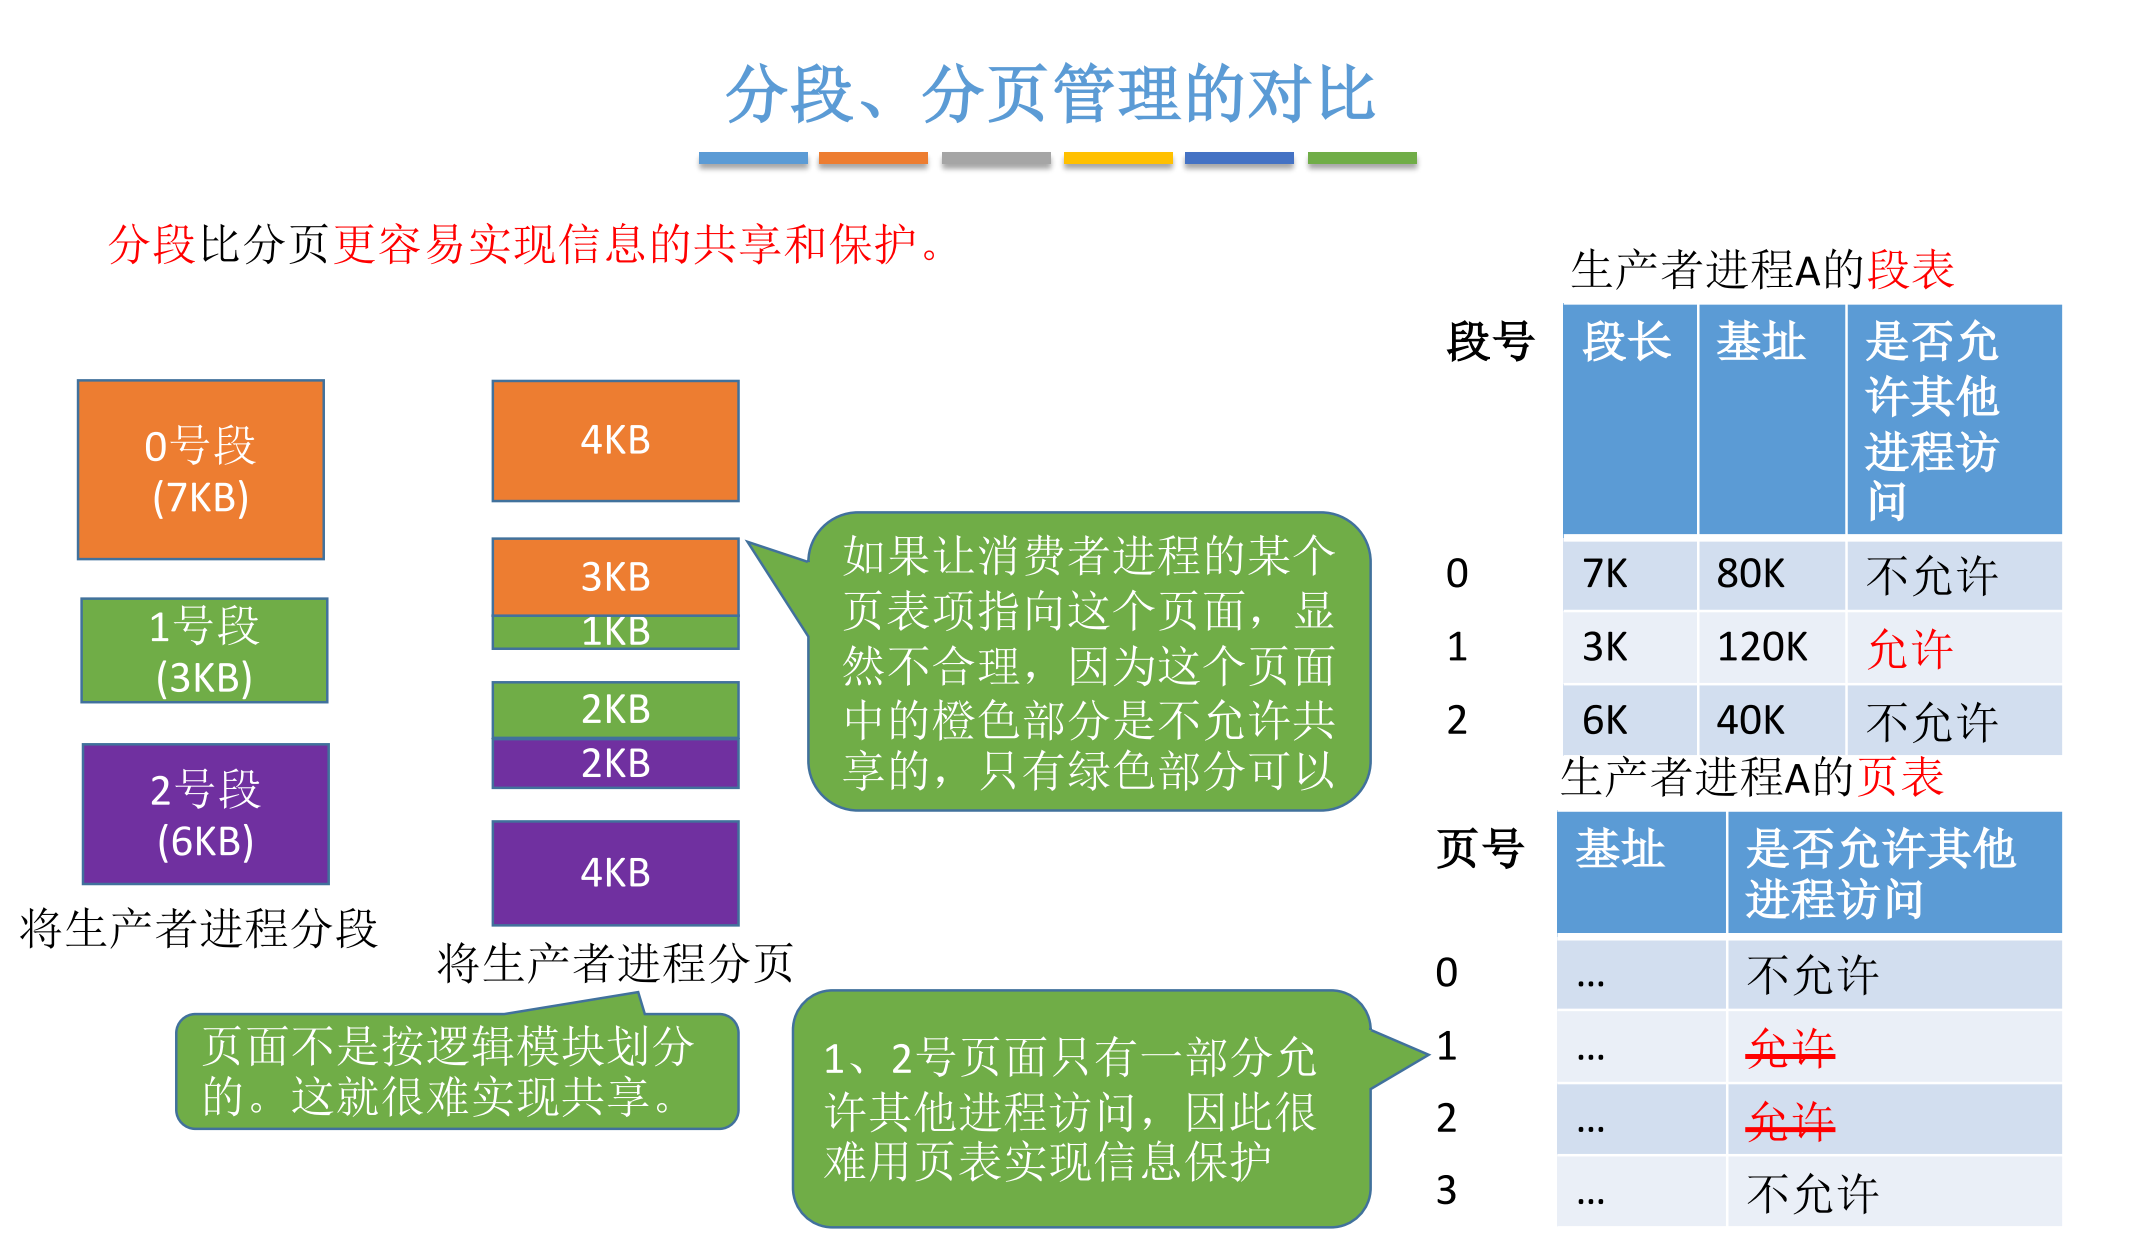 分段、分页管理的对比
分段比分页更容易实现信息的共享和保护。
0号段
(7KB)
1号段
(3KB)
2号段
(6KB)
将生产者进程分段
4KB
3KB
1KB
2KB
2KB
4KB
将生产者进程分页
页面不是按逻辑模块划分
的。这就很难实现共享。
如果让消费者进程的某个
页表项指向这个页面，显
然不合理，因为这个页面
中的橙色部分是不允许共
享的，只有绿色部分可以
1、2号页面只有一部分允
许其他进程访问，因此很
难用页表实现信息保护
生产者进程A的段表
段号 段长 基址 是否允
许其他
进程访
问
0 7K 80K 不允许
1 3K 120K 允许
2 6K 40K 不允许
生产者进程A的页表
页号 基址 是否允许其他
进程访问
0 … 不允许
1 … 允许
2 … 允许
3 … 不允许